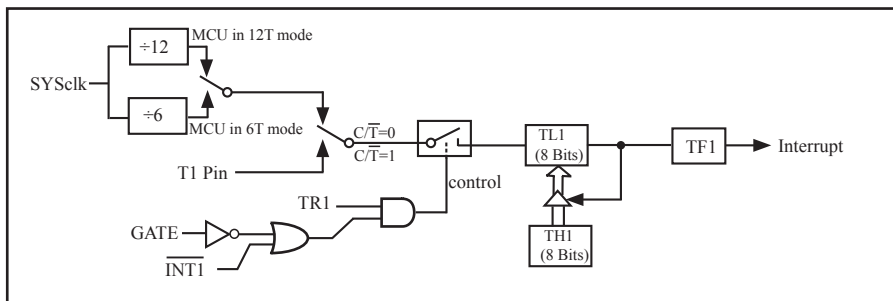 MCU in 12T mode
÷12
SYSclk
÷6
MCU in 6T mode
C/T̅=0
C/T̅=1
T1 Pin
control
TL1
(8 Bits)
TF1
Interrupt
TR1
GATE
I̅N̅T̅1̅
TH1
(8 Bits)